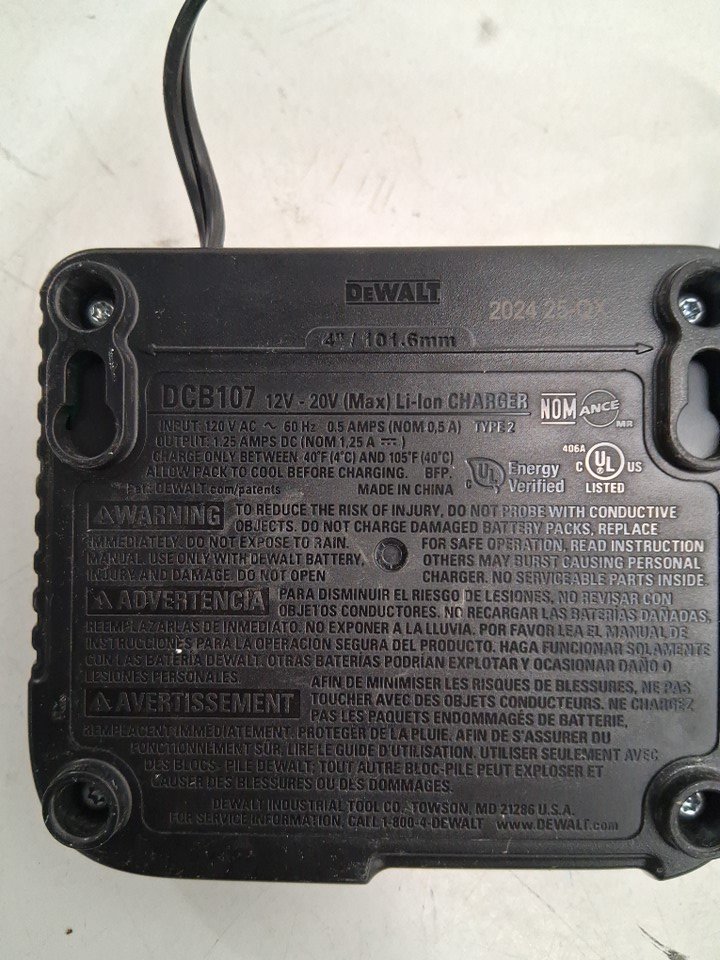 DEWALT
2024 25-CX
4" / 101.6mm
DCB107 12V - 20V (Max) Li-Ion CHARGER
NOM ANCE MR
INPUT: 120 V AC ~ 60 Hz 0.5 AMPS (NOM 0,5 A) TYPE 2
OUTPUT: 1.25 AMPS DC (NOM 1,25 A ⎓)
CHARGE ONLY BETWEEN 40°F (4°C) AND 105°F (40°C)
ALLOW PACK TO COOL BEFORE CHARGING. BFP.
DEWALT.com/patents MADE IN CHINA
C UL Energy Verified
406A C UL US LISTED
WARNING TO REDUCE THE RISK OF INJURY, DO NOT PROBE WITH CONDUCTIVE
OBJECTS. DO NOT CHARGE DAMAGED BATTERY PACKS, REPLACE
IMMEDIATELY. DO NOT EXPOSE TO RAIN. FOR SAFE OPERATION, READ INSTRUCTION
MANUAL. USE ONLY WITH DEWALT BATTERY, OTHERS MAY BURST CAUSING PERSONAL
INJURY AND DAMAGE. DO NOT OPEN CHARGER. NO SERVICEABLE PARTS INSIDE.
ADVERTENCIA PARA DISMINUIR EL RIESGO DE LESIONES, NO REVISAR CON
OBJETOS CONDUCTORES. NO RECARGAR LAS BATERIAS DAÑADAS,
REEMPLAZARLAS DE INMEDIATO. NO EXPONER A LA LLUVIA. POR FAVOR LEA EL MANUAL DE
INSTRUCCIONES PARA LA OPERACION SEGURA DEL PRODUCTO. HAGA FUNCIONAR SOLAMENTE
CON LAS BATERÍA DEWALT. OTRAS BATERÍAS PODRÍAN EXPLOTAR Y OCASIONAR DAÑO O
LESIONES PERSONALES.
AVERTISSEMENT AFIN DE MINIMISER LES RISQUES DE BLESSURES, NE PAS
TOUCHER AVEC DES OBJETS CONDUCTEURS. NE CHARGEZ
PAS LES PAQUETS ENDOMMAGÉS DE BATTERIE,
REMPLACENT IMMÉDIATEMENT. PROTÉGER DE LA PLUIE. AFIN DE S'ASSURER DU
FONCTIONNEMENT SÛR, LIRE LE GUIDE D'UTILISATION. UTILISER SEULEMENT AVEC
DES BLOCS- PILE DEWALT; TOUT AUTRE BLOC-PILE PEUT EXPLOSER ET
CAUSER DES BLESSURES OU DES DOMMAGES.
DEWALT INDUSTRIAL TOOL CO., TOWSON, MD 21286 U.S.A.
FOR SERVICE INFORMATION, CALL 1-800-4-DEWALT www.DEWALT.com